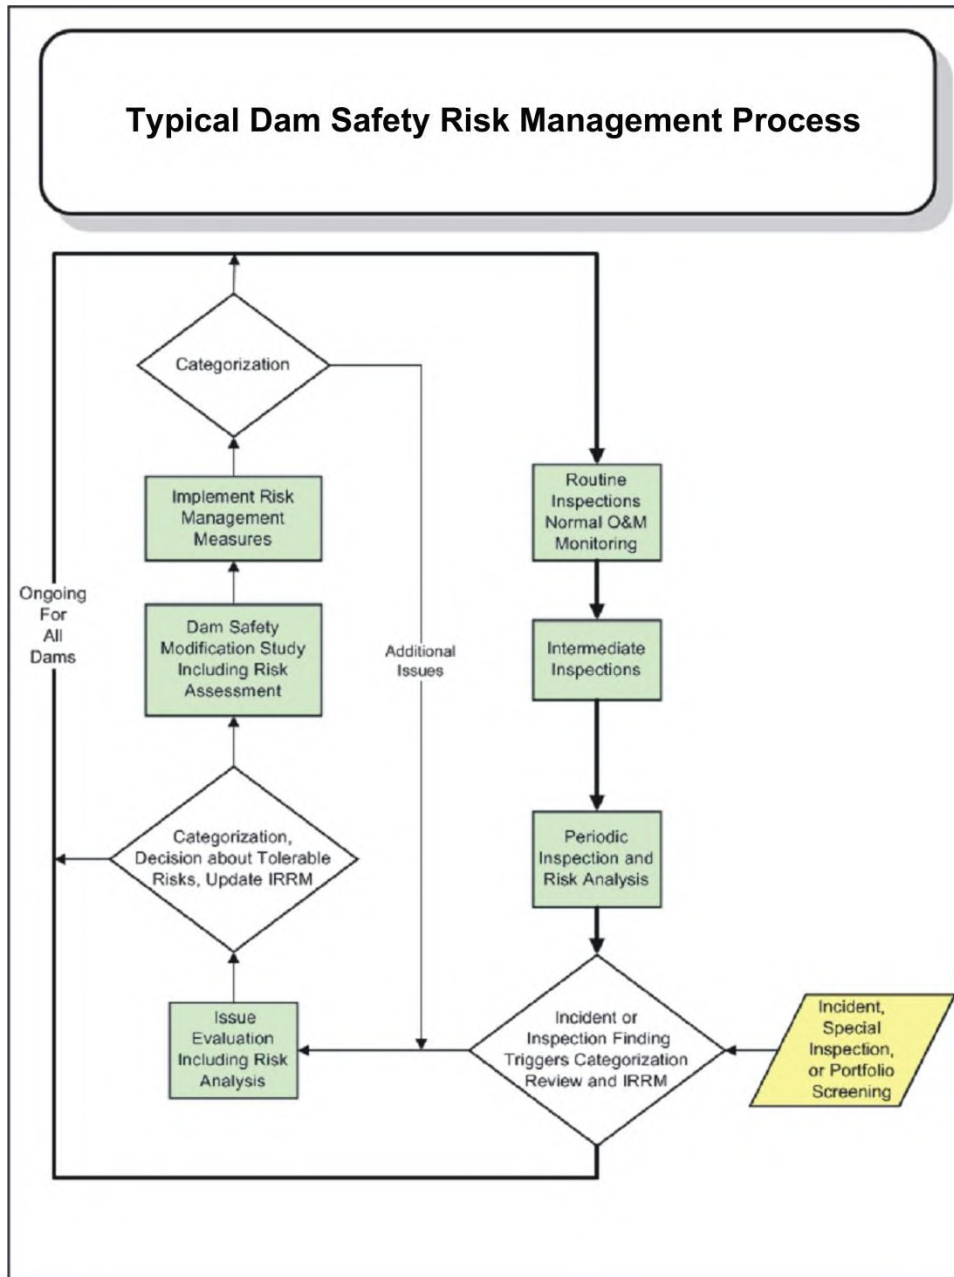 Typical Dam Safety Risk Management Process
Categorization
Implement Risk
Management
Measures
Routine
Inspections
Normal O&M
Monitoring
Ongoing
For
All
Dams
Dam Safety
Modification Study
Including Risk
Assessment
Additional
Issues
Intermediate
Inspections
Categorization,
Decision about Tolerable
Risks, Update IRRM
Periodic
Inspection and
Risk Analysis
Issue
Evaluation
Including Risk
Analysis
Incident or
Inspection Finding
Triggers Categorization
Review and IRRM
Incident,
Special
Inspection,
or Portfolio
Screening